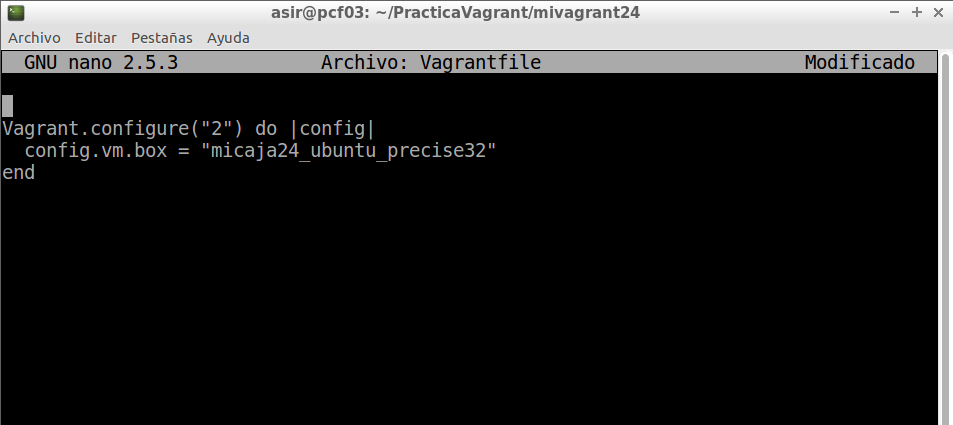 asir@pcf03: ~/PracticaVagrant/mivagrant24
Archivo Editar Pestañas Ayuda
GNU nano 2.5.3 Archivo: Vagrantfile Modificado
Vagrant.configure("2") do |config|
  config.vm.box = "micaja24_ubuntu_precise32"
end